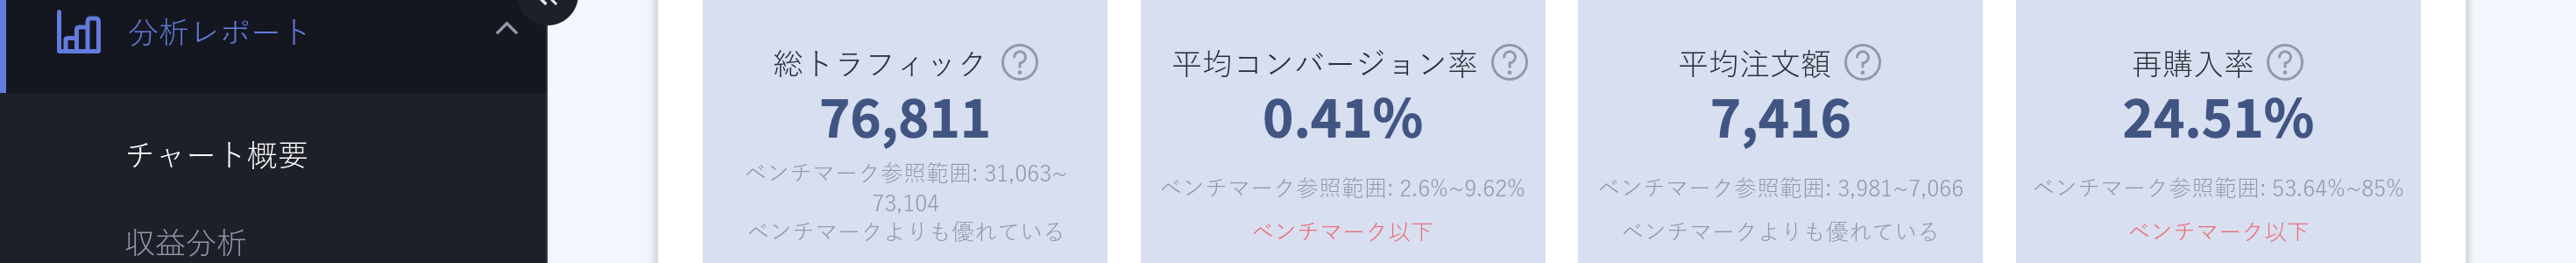 分析レポート
チャート概要
収益分析
総トラフィック
76,811
ベンチマーク参照範囲: 31,063~
73,104
ベンチマークよりも優れている
平均コンバージョン率
0.41%
ベンチマーク参照範囲: 2.6%~9.62%
ベンチマーク以下
平均注文額
7,416
ベンチマーク参照範囲: 3,981~7,066
ベンチマークよりも優れている
再購入率
24.51%
ベンチマーク参照範囲: 53.64%~85%
ベンチマーク以下